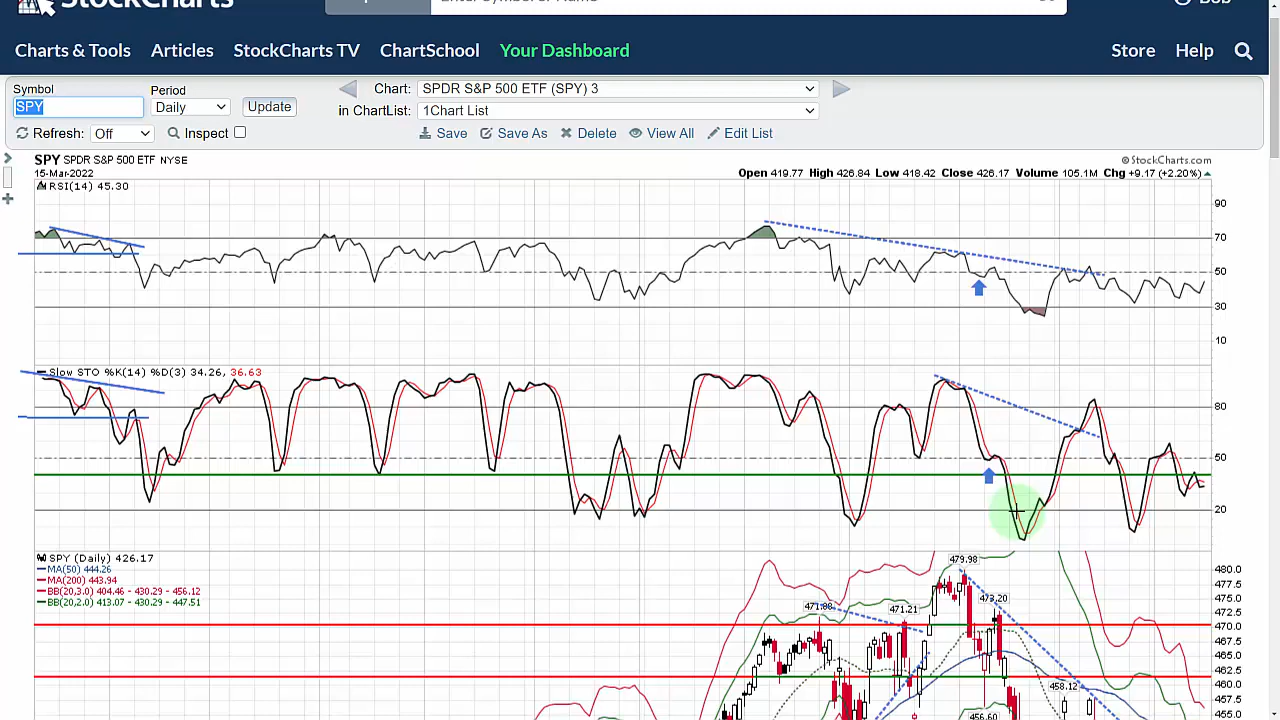 StockCharts
Enter Symbol or Name
Bob
Charts & Tools Articles StockCharts TV ChartSchool Your Dashboard Store Help
Symbol Period Chart: SPDR S&P 500 ETF (SPY) 3
SPY Daily Update in ChartList: 1Chart List
Refresh: Off Inspect Save Save As Delete View All Edit List
SPY SPDR S&P 500 ETF NYSE © StockCharts.com
15-Mar-2022 Open 419.77 High 426.84 Low 418.42 Close 426.17 Volume 105.1M Chg +9.17 (+2.20%)
RSI(14) 45.30
90
70
50
30
10
Slow STO %K(14) %D(3) 34.26, 36.63
80
50
20
SPY (Daily) 426.17
MA(50) 444.26
MA(200) 443.94
BB(20,3.0) 404.46 - 430.29 - 456.12
BB(20,2.0) 413.07 - 430.29 - 447.51
479.98
471.88
471.21
473.20
458.12
456.60
480.0
477.5
475.0
472.5
470.0
467.5
465.0
462.5
460.0
457.5
455.0